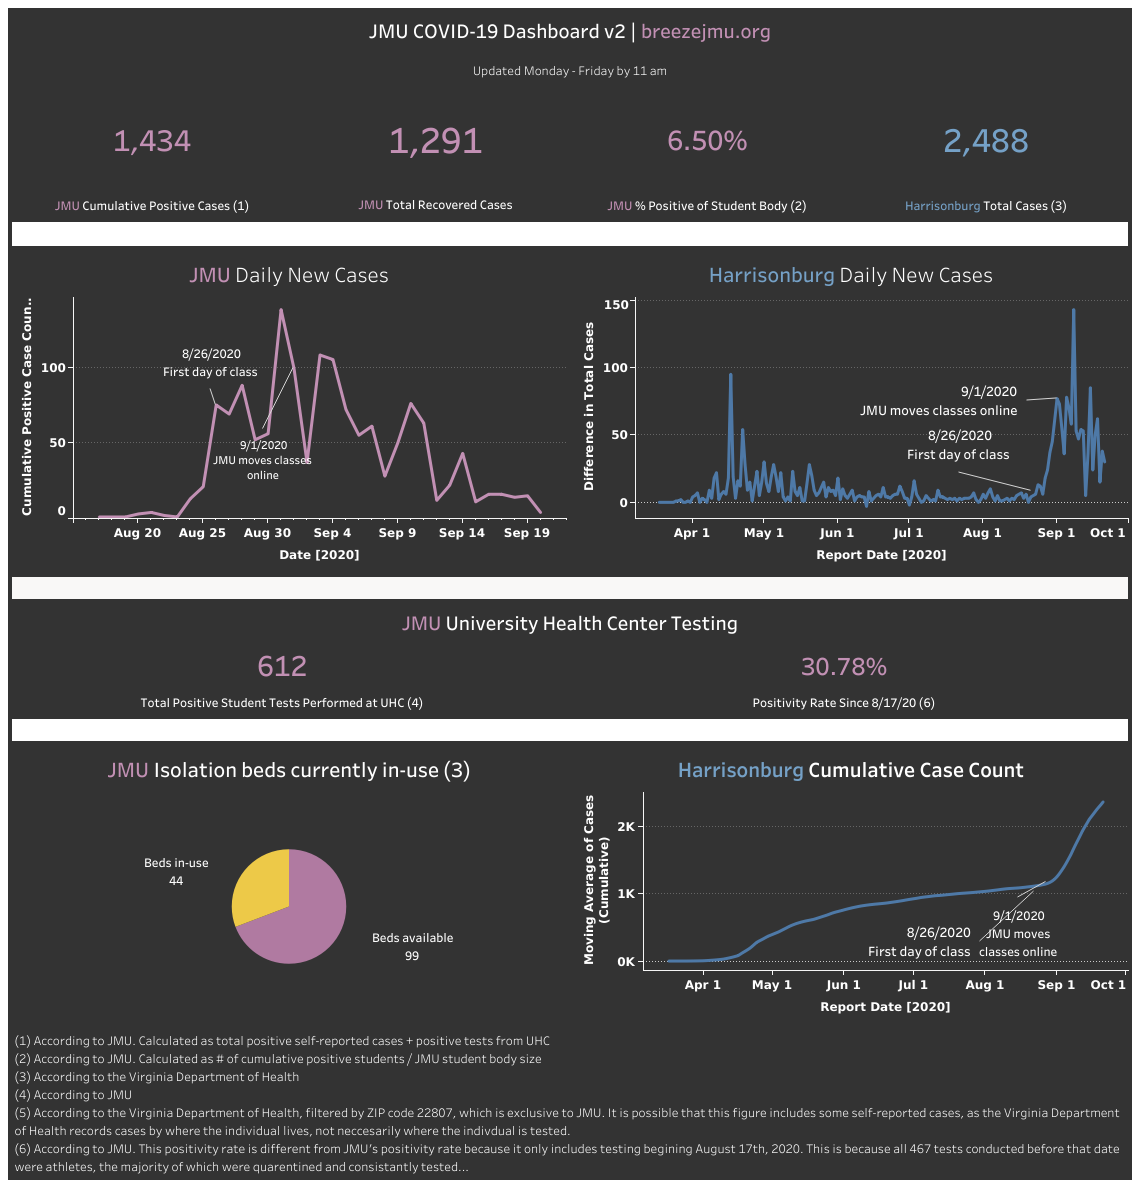 JMU COVID-19 Dashboard v2 | breezejmu.org
Updated Monday - Friday by 11 am
1,434
1,291
6.50%
2,488
JMU Cumulative Positive Cases (1)
JMU Total Recovered Cases
JMU % Positive of Student Body (2)
Harrisonburg Total Cases (3)
JMU Daily New Cases
Cumulative Positive Case Coun..
100
50
0
8/26/2020
First day of class
9/1/2020
JMU moves classes
online
Aug 20
Aug 25
Aug 30
Sep 4
Sep 9
Sep 14
Sep 19
Date [2020]
Harrisonburg Daily New Cases
Difference in Total Cases
150
100
50
0
9/1/2020
JMU moves classes online
8/26/2020
First day of class
Apr 1
May 1
Jun 1
Jul 1
Aug 1
Sep 1
Oct 1
Report Date [2020]
JMU University Health Center Testing
612
30.78%
Total Positive Student Tests Performed at UHC (4)
Positivity Rate Since 8/17/20 (6)
JMU Isolation beds currently in-use (3)
Beds in-use
44
Beds available
99
Harrisonburg Cumulative Case Count
Moving Average of Cases
(Cumulative)
2K
1K
0K
9/1/2020
JMU moves
classes online
8/26/2020
First day of class
Apr 1
May 1
Jun 1
Jul 1
Aug 1
Sep 1
Oct 1
Report Date [2020]
(1) According to JMU. Calculated as total positive self-reported cases + positive tests from UHC
(2) According to JMU. Calculated as # of cumulative positive students / JMU student body size
(3) According to the Virginia Department of Health
(4) According to JMU
(5) According to the Virginia Department of Health, filtered by ZIP code 22807, which is exclusive to JMU. It is possible that this figure includes some self-reported cases, as the Virginia Department
of Health records cases by where the individual lives, not neccesarily where the indivdual is tested.
(6) According to JMU. This positivity rate is different from JMU's positivity rate because it only includes testing begining August 17th, 2020. This is because all 467 tests conducted before that date
were athletes, the majority of which were quarentined and consistantly tested...